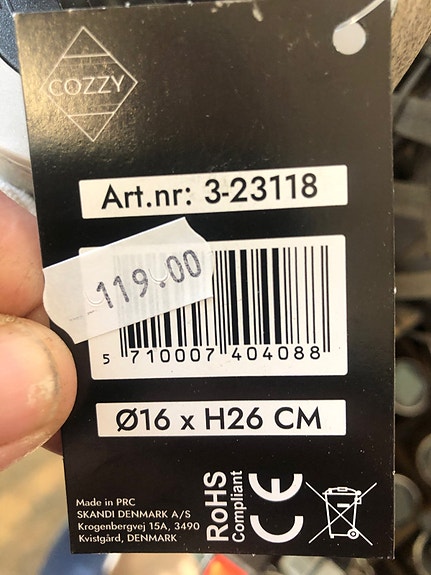 COZZY
Art.nr: 3-23118
119.00
5 710007 404088
Ø16 x H26 CM
Made in PRC
SKANDI DENMARK A/S
Krogenbergvej 15A, 3490
Kvistgård, DENMARK
RoHS
Compliant
CE